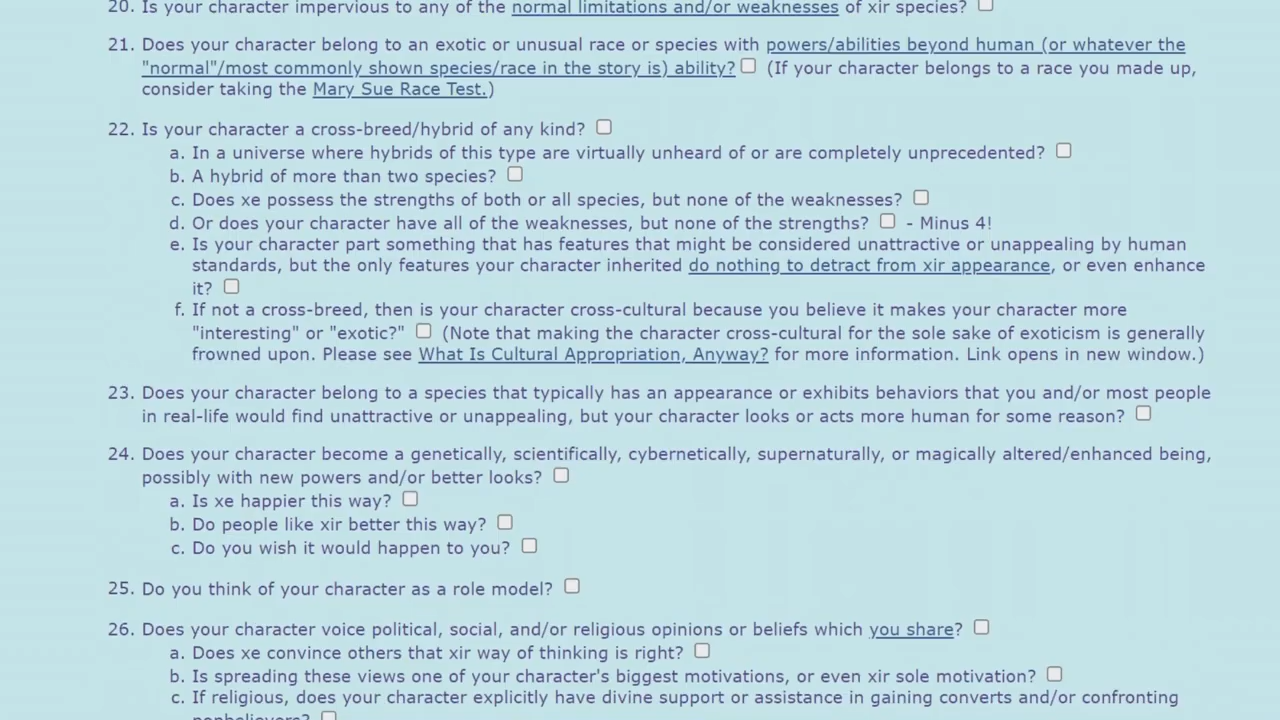 20. Is your character impervious to any of the normal limitations and/or weaknesses of xir species?
21. Does your character belong to an exotic or unusual race or species with powers/abilities beyond human (or whatever the
"normal"/most commonly shown species/race in the story is) ability? (If your character belongs to a race you made up,
consider taking the Mary Sue Race Test.)
22. Is your character a cross-breed/hybrid of any kind?
a. In a universe where hybrids of this type are virtually unheard of or are completely unprecedented?
b. A hybrid of more than two species?
c. Does xe possess the strengths of both or all species, but none of the weaknesses?
d. Or does your character have all of the weaknesses, but none of the strengths? - Minus 4!
e. Is your character part something that has features that might be considered unattractive or unappealing by human
standards, but the only features your character inherited do nothing to detract from xir appearance, or even enhance
it?
f. If not a cross-breed, then is your character cross-cultural because you believe it makes your character more
"interesting" or "exotic?" (Note that making the character cross-cultural for the sole sake of exoticism is generally
frowned upon. Please see What Is Cultural Appropriation, Anyway? for more information. Link opens in new window.)
23. Does your character belong to a species that typically has an appearance or exhibits behaviors that you and/or most people
in real-life would find unattractive or unappealing, but your character looks or acts more human for some reason?
24. Does your character become a genetically, scientifically, cybernetically, supernaturally, or magically altered/enhanced being,
possibly with new powers and/or better looks?
a. Is xe happier this way?
b. Do people like xir better this way?
c. Do you wish it would happen to you?
25. Do you think of your character as a role model?
26. Does your character voice political, social, and/or religious opinions or beliefs which you share?
a. Does xe convince others that xir way of thinking is right?
b. Is spreading these views one of your character's biggest motivations, or even xir sole motivation?
c. If religious, does your character explicitly have divine support or assistance in gaining converts and/or confronting
nonbelievers?